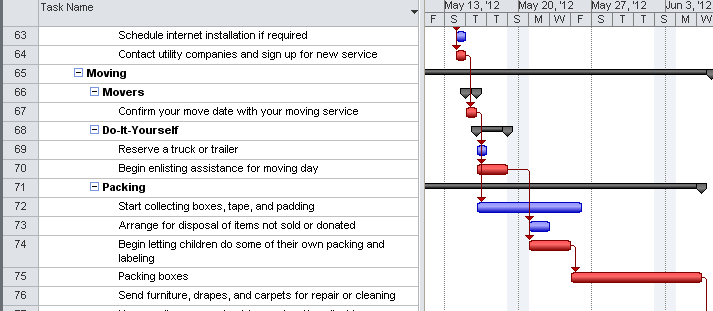 Task Name
May 13, '12 May 20, '12 May 27, '12 Jun 3, '12
F S T T S M W F S T T S M W
63 Schedule internet installation if required
64 Contact utility companies and sign up for new service
65 Moving
66 Movers
67 Confirm your move date with your moving service
68 Do-It-Yourself
69 Reserve a truck or trailer
70 Begin enlisting assistance for moving day
71 Packing
72 Start collecting boxes, tape, and padding
73 Arrange for disposal of items not sold or donated
74 Begin letting children do some of their own packing and
labeling
75 Packing boxes
76 Send furniture, drapes, and carpets for repair or cleaning